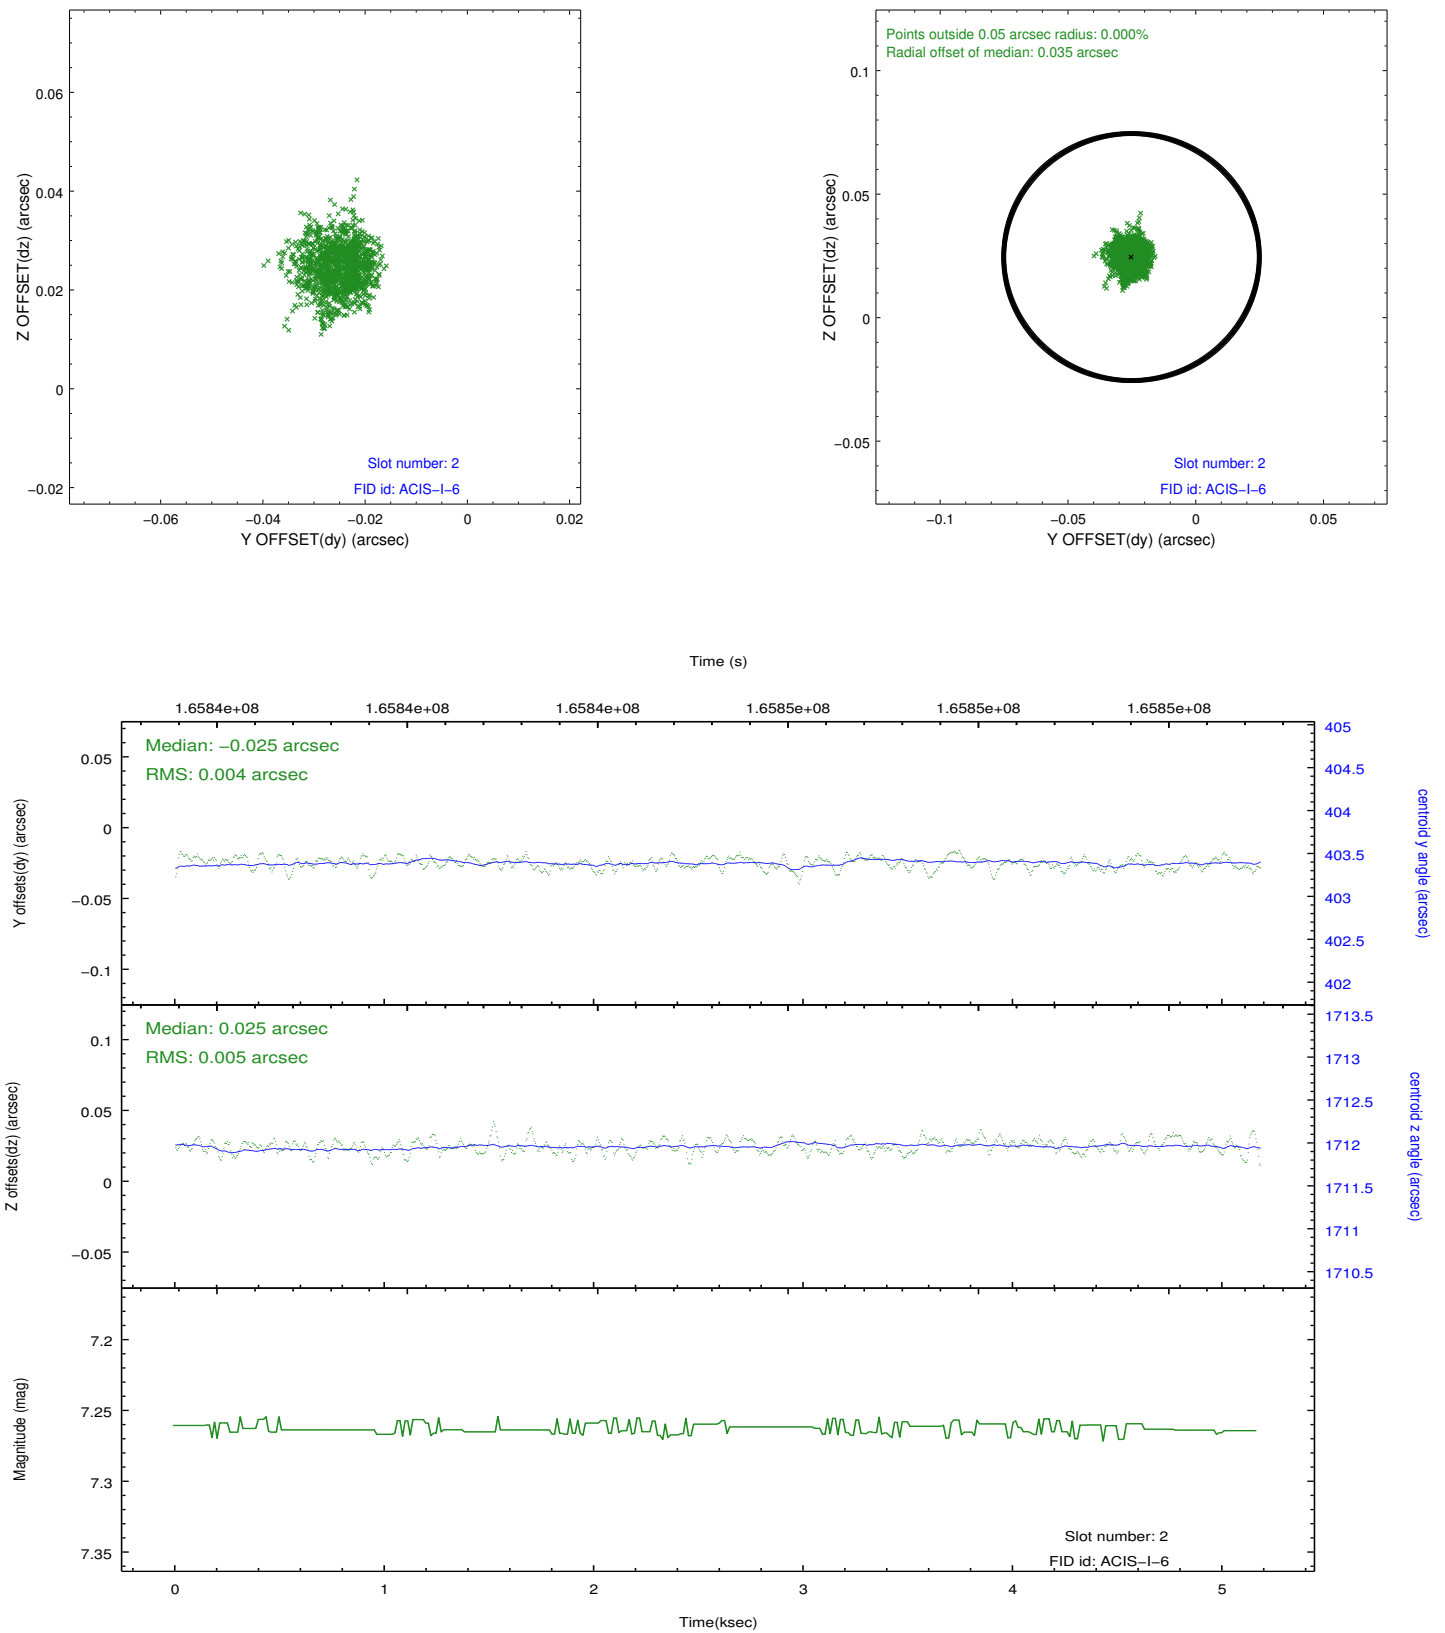 0.06
0.04
0.02
0
−0.02
Z OFFSET(dz) (arcsec)
Slot number: 2
FID id: ACIS−I−6
−0.06
−0.04
−0.02
0
0.02
Y OFFSET(dy) (arcsec)
Points outside 0.05 arcsec radius: 0.000%
Radial offset of median: 0.035 arcsec
0.1
0.05
0
−0.05
Z OFFSET(dz) (arcsec)
Slot number: 2
FID id: ACIS−I−6
−0.1
−0.05
0
0.05
Y OFFSET(dy) (arcsec)
Time (s)
1.6584e+08
1.6584e+08
1.6584e+08
1.6585e+08
1.6585e+08
1.6585e+08
Median: −0.025 arcsec
RMS: 0.004 arcsec
0.05
0
−0.05
−0.1
Y offsets(dy) (arcsec)
405
404.5
404
403.5
403
402.5
402
centroid y angle (arcsec)
Median: 0.025 arcsec
RMS: 0.005 arcsec
0.1
0.05
0
−0.05
Z offsets(dz) (arcsec)
1713.5
1713
1712.5
1712
1711.5
1711
1710.5
centroid z angle (arcsec)
7.2
7.25
7.3
7.35
Magnitude (mag)
Slot number: 2
FID id: ACIS−I−6
0
1
2
3
4
5
Time(ksec)